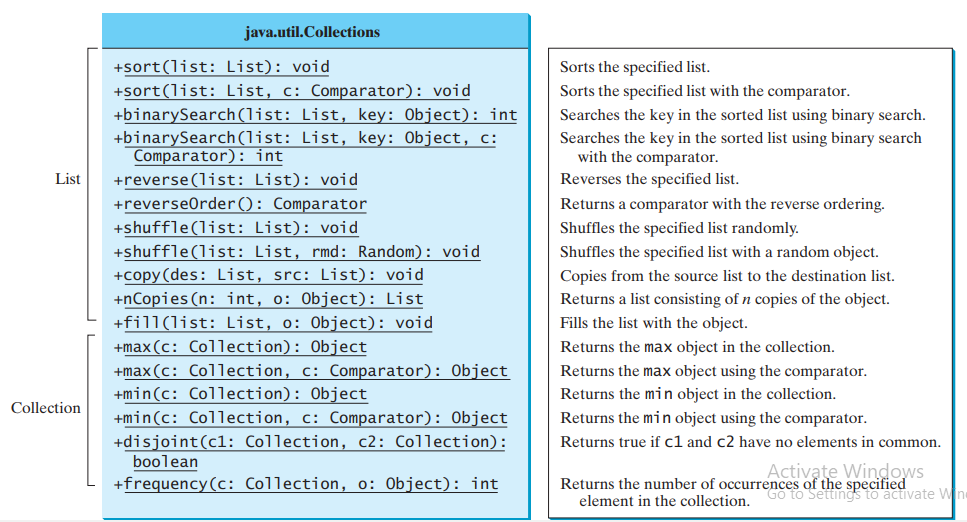 java.util.Collections
+sort(list: List): void
Sorts the specified list.
+sort(list: List, c: Comparator): void
Sorts the specified list with the comparator.
+binarySearch(list: List, key: Object): int
Searches the key in the sorted list using binary search.
+binarySearch(list: List, key: Object, c:
Comparator): int
Searches the key in the sorted list using binary search
with the comparator.
List
+reverse(list: List): void
Reverses the specified list.
+reverseOrder(): Comparator
Returns a comparator with the reverse ordering.
+shuffle(list: List): void
Shuffles the specified list randomly.
+shuffle(list: List, rmd: Random): void
Shuffles the specified list with a random object.
+copy(des: List, src: List): void
Copies from the source list to the destination list.
+nCopies(n: int, o: Object): List
Returns a list consisting of n copies of the object.
+fill(list: List, o: Object): void
Fills the list with the object.
+max(c: Collection): Object
Returns the max object in the collection.
+max(c: Collection, c: Comparator): Object
Returns the max object using the comparator.
+min(c: Collection): Object
Returns the min object in the collection.
Collection
+min(c: Collection, c: Comparator): Object
Returns the min object using the comparator.
+disjoint(c1: Collection, c2: Collection):
boolean
Returns true if c1 and c2 have no elements in common.
+frequency(c: Collection, o: Object): int
Returns the number of occurrences of the specified
element in the collection.
Activate Windows
Go to Settings to activate Win